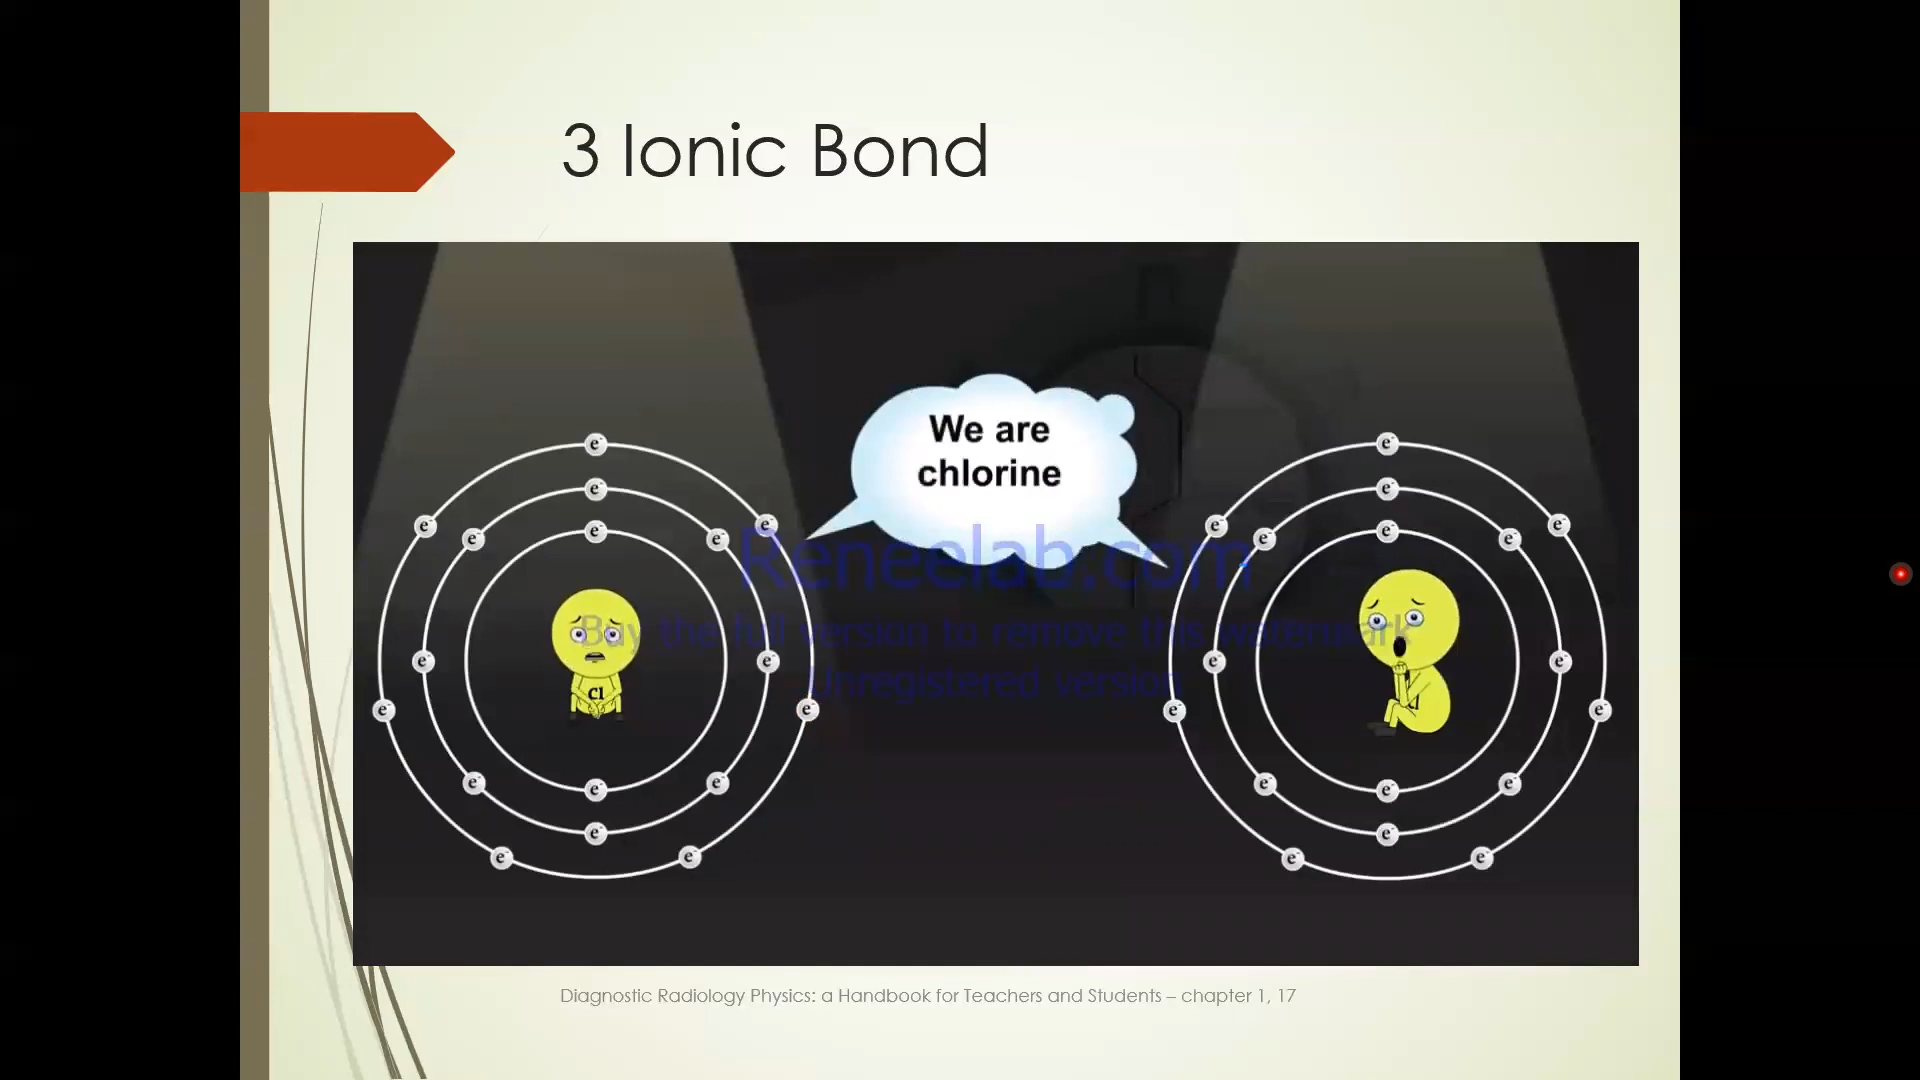 3 Ionic Bond
We are
chlorine
Reneelab.com
Buy the full version to remove this watermark
Unregistered version
e⁻ e⁻
e⁻ e⁻
e⁻ e⁻ e⁻ e⁻
e⁻ e⁻ e⁻ e⁻ e⁻ e⁻
e⁻ e⁻ e⁻ e⁻
Cl
e⁻ e⁻ e⁻ e⁻
e⁻ e⁻ e⁻ e⁻
e⁻ e⁻
e⁻ e⁻
e⁻ e⁻ e⁻ e⁻
Diagnostic Radiology Physics: a Handbook for Teachers and Students – chapter 1, 17